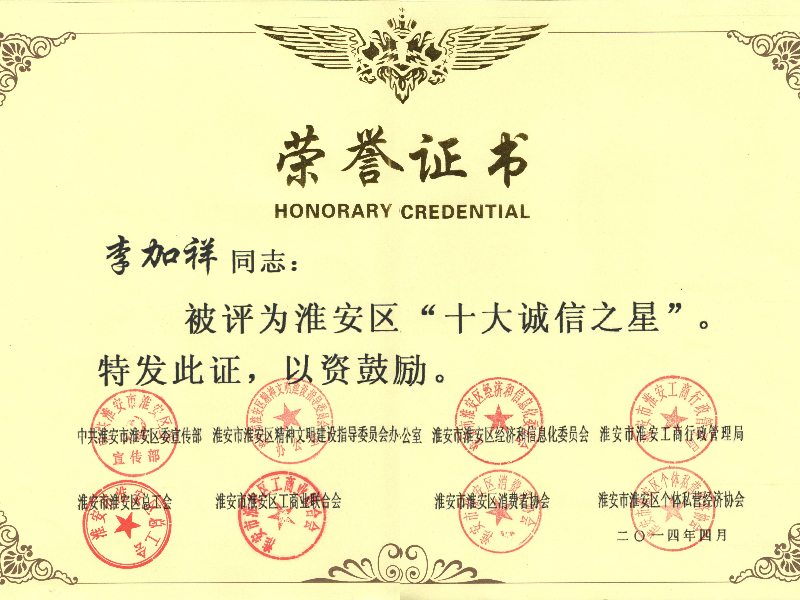 荣誉证书
HONORARY CREDENTIAL
李加祥 同志：
被评为淮安区“十大诚信之星”。
特发此证，以资鼓励。
中共淮安市淮安区委宣传部 淮安市淮安区精神文明建设指导委员会办公室 淮安市淮安区经济和信息化委员会 淮安市淮安工商行政管理局
淮安市淮安区总工会 淮安市淮安区工商业联合会 淮安市淮安区消费者协会 淮安市淮安区个体私营经济协会
二〇一四年四月